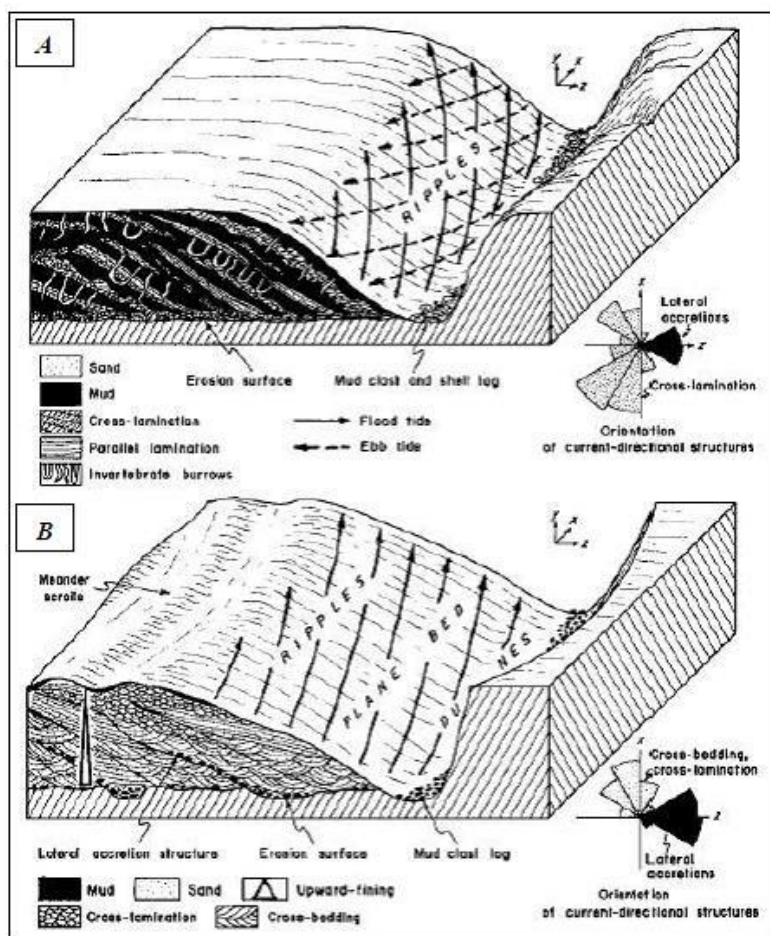 A
Y
X
Z
RIPPLES
X
Lateral
accretions
Z
Cross-lamination
Orientation
of current-directional structures
Erosion surface
Mud clast and shell lag
Sand
Mud
Cross-lamination
Parallel lamination
Invertebrate burrows
Flood tide
Ebb tide
B
Y
X
Z
Meander
scrolls
RIPPLES
PLANE BED
DUNES
X
Cross-bedding,
cross-lamination
Z
Lateral
accretions
Orientation
of current-directional structures
Lateral accretion structure
Erosion surface
Mud clast lag
Mud
Sand
Upward-fining
Cross-lamination
Cross-bedding